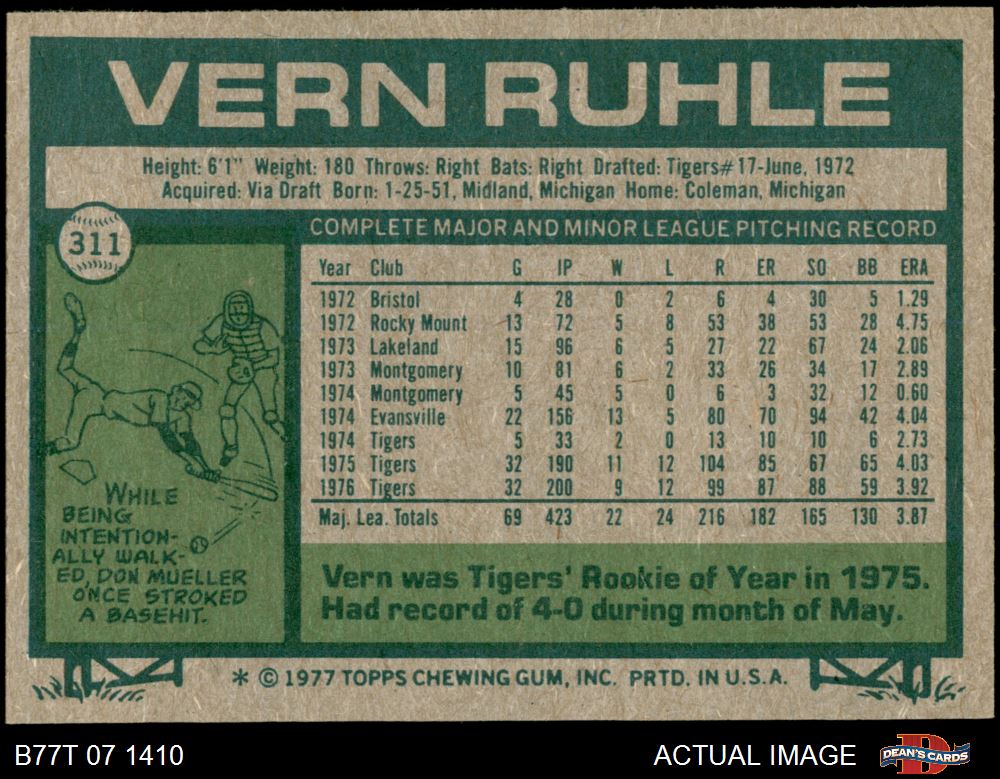 VERN RUHLE
Height: 6'1" Weight: 180 Throws: Right Bats: Right Drafted: Tigers#17-June, 1972
Acquired: Via Draft Born: 1-25-51, Midland, Michigan Home: Coleman, Michigan
311
COMPLETE MAJOR AND MINOR LEAGUE PITCHING RECORD
Year Club G IP W L R ER SO BB ERA
1972 Bristol 4 28 0 2 6 4 30 5 1.29
1972 Rocky Mount 13 72 5 8 53 38 53 28 4.75
1973 Lakeland 15 96 6 5 27 22 67 24 2.06
1973 Montgomery 10 81 6 2 33 26 34 17 2.89
1974 Montgomery 5 45 5 0 6 3 32 12 0.60
1974 Evansville 22 156 13 5 80 70 94 42 4.04
1974 Tigers 5 33 2 0 13 10 10 6 2.73
1975 Tigers 32 190 11 12 104 85 67 65 4.03
1976 Tigers 32 200 9 12 99 87 88 59 3.92
Maj. Lea. Totals 69 423 22 24 216 182 165 130 3.87
WHILE
BEING
INTENTION-
ALLY WALK-
ED, DON MUELLER
ONCE STROKED
A BASEHIT.
Vern was Tigers' Rookie of Year in 1975.
Had record of 4-0 during month of May.
* © 1977 TOPPS CHEWING GUM, INC. PRTD. IN U.S.A.
B77T 07 1410
ACTUAL IMAGE
DEAN'S CARDS